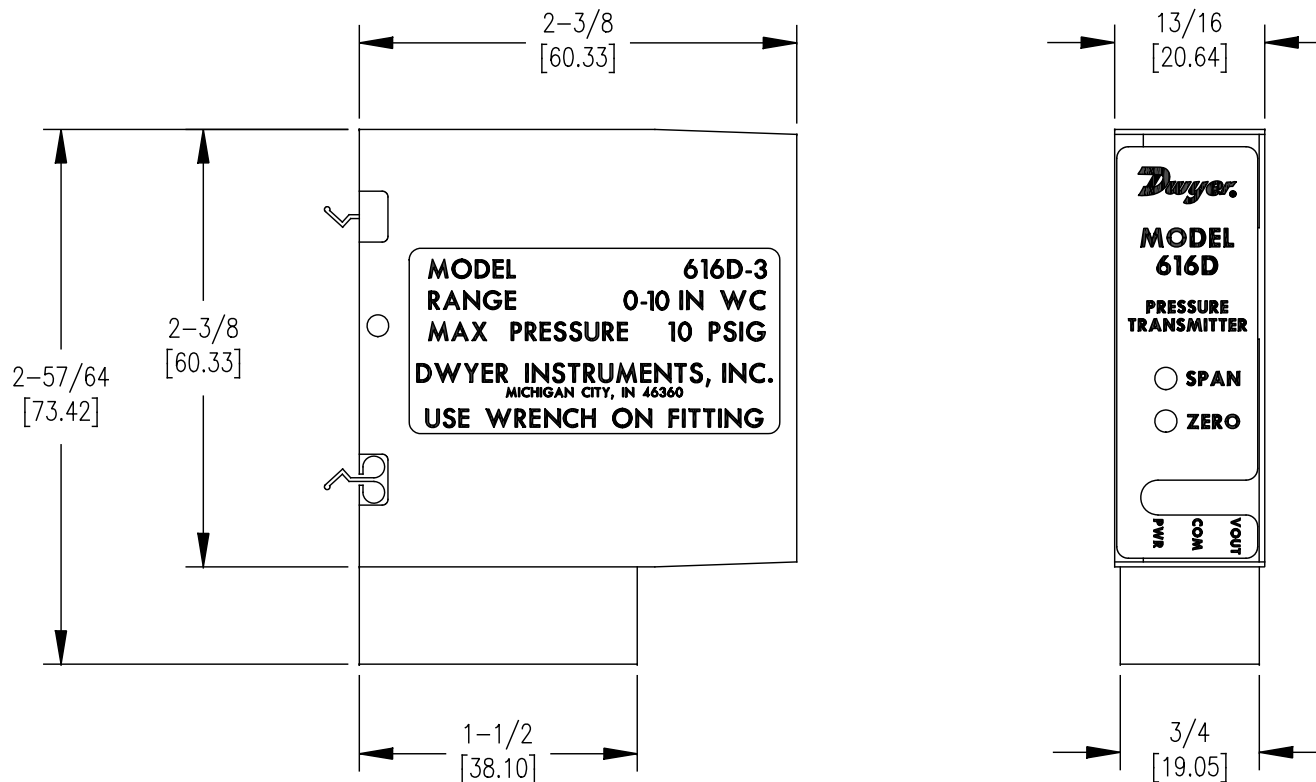 2-3/8
[60.33]
13/16
[20.64]
2-57/64
[73.42]
2-3/8
[60.33]
MODEL 616D-3
RANGE 0-10 IN WC
MAX PRESSURE 10 PSIG
DWYER INSTRUMENTS, INC.
MICHIGAN CITY, IN 46360
USE WRENCH ON FITTING
Dwyer.
MODEL
616D
PRESSURE
TRANSMITTER
SPAN
ZERO
PWR
COM
VOUT
1-1/2
[38.10]
3/4
[19.05]